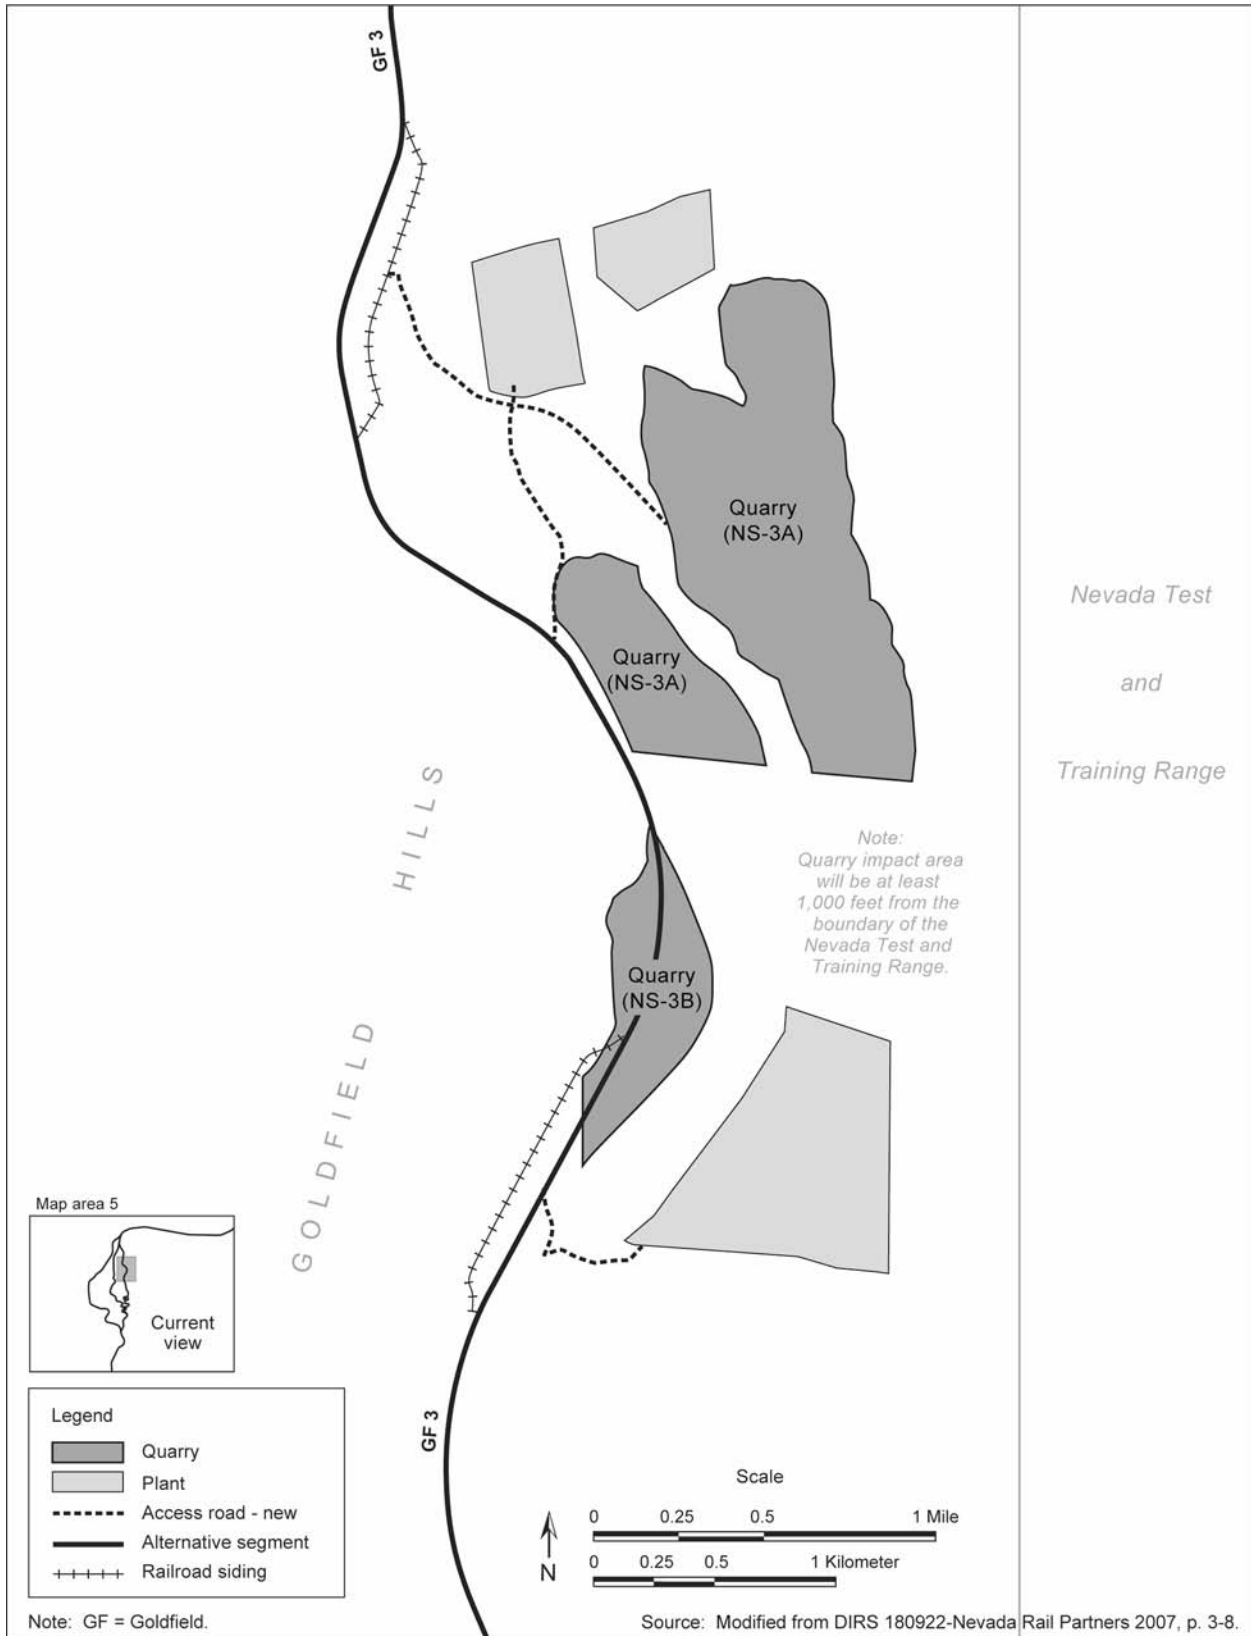 GF 3
Quarry
(NS-3A)
Nevada Test
and
Training Range
Quarry
(NS-3A)
GOLDFIELD HILLS
Note:
Quarry impact area
will be at least
1,000 feet from the
boundary of the
Nevada Test and
Training Range.
Quarry
(NS-3B)
Map area 5
Current
view
GF 3
Legend
Quarry
Plant
Access road - new
Alternative segment
Railroad siding
Scale
0 0.25 0.5 1 Mile
0 0.25 0.5 1 Kilometer
N
Note: GF = Goldfield.
Source: Modified from DIRS 180922-Nevada Rail Partners 2007, p. 3-8.